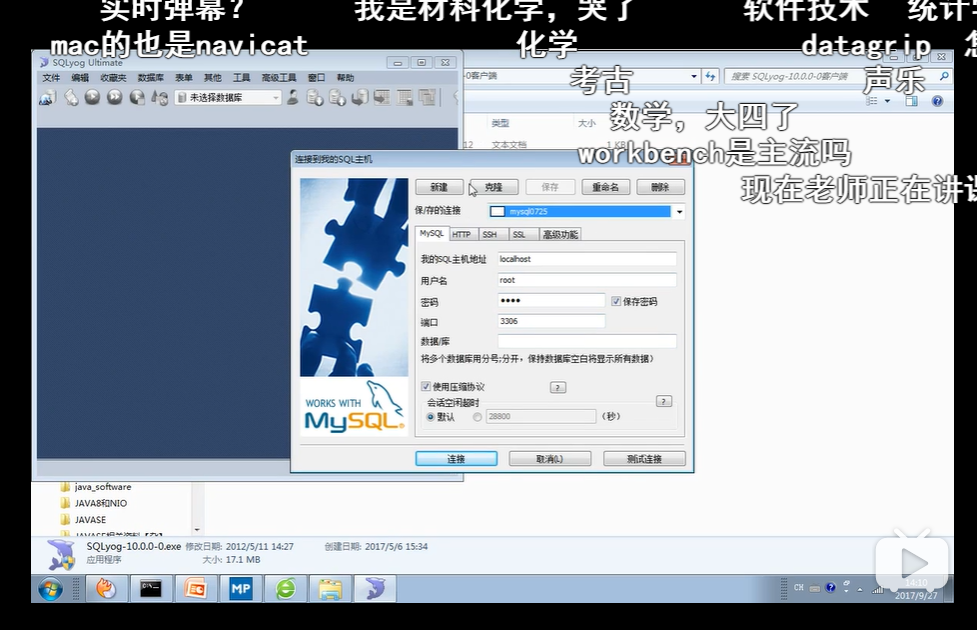 实时弹幕?
我是材料化学，哭了
软件技术
mac的也是navicat
化学
datagrip
SQLyog Ultimate
文件 编辑 收藏夹 数据库 表单 其他 工具 高级工具 窗口 帮助
-0客户端
考古
搜索 SQLyog-10.0.0-0客户端
声乐
未选择数据库
类型 大小
数学，大四了
12 文本文档 1 KB
workbench是主流吗
连接到我的SQL主机
现在老师正在讲课
新建 克隆 保存 重命名 删除
保存的连接 mysql0725
MySQL HTTP SSH SSL 高级功能
我的SQL主机地址 localhost
用户名 root
密码 •••• 保存密码
端口 3306
数据/库
将多个数据库用分号;分开，保持数据库空白将显示所有数据)
使用压缩协议 ?
会话空闲超时 ?
默认 28800 (秒)
WORKS WITH
MySQL
连接 取消(L) 测试连接
java_software
JAVA8和NIO
JAVASE
SQLyog-10.0.0-0.exe 修改日期: 2012/5/11 14:27 创建日期: 2017/5/6 15:34
应用程序 大小: 17.1 MB
MP
CH
14:10
2017/9/27